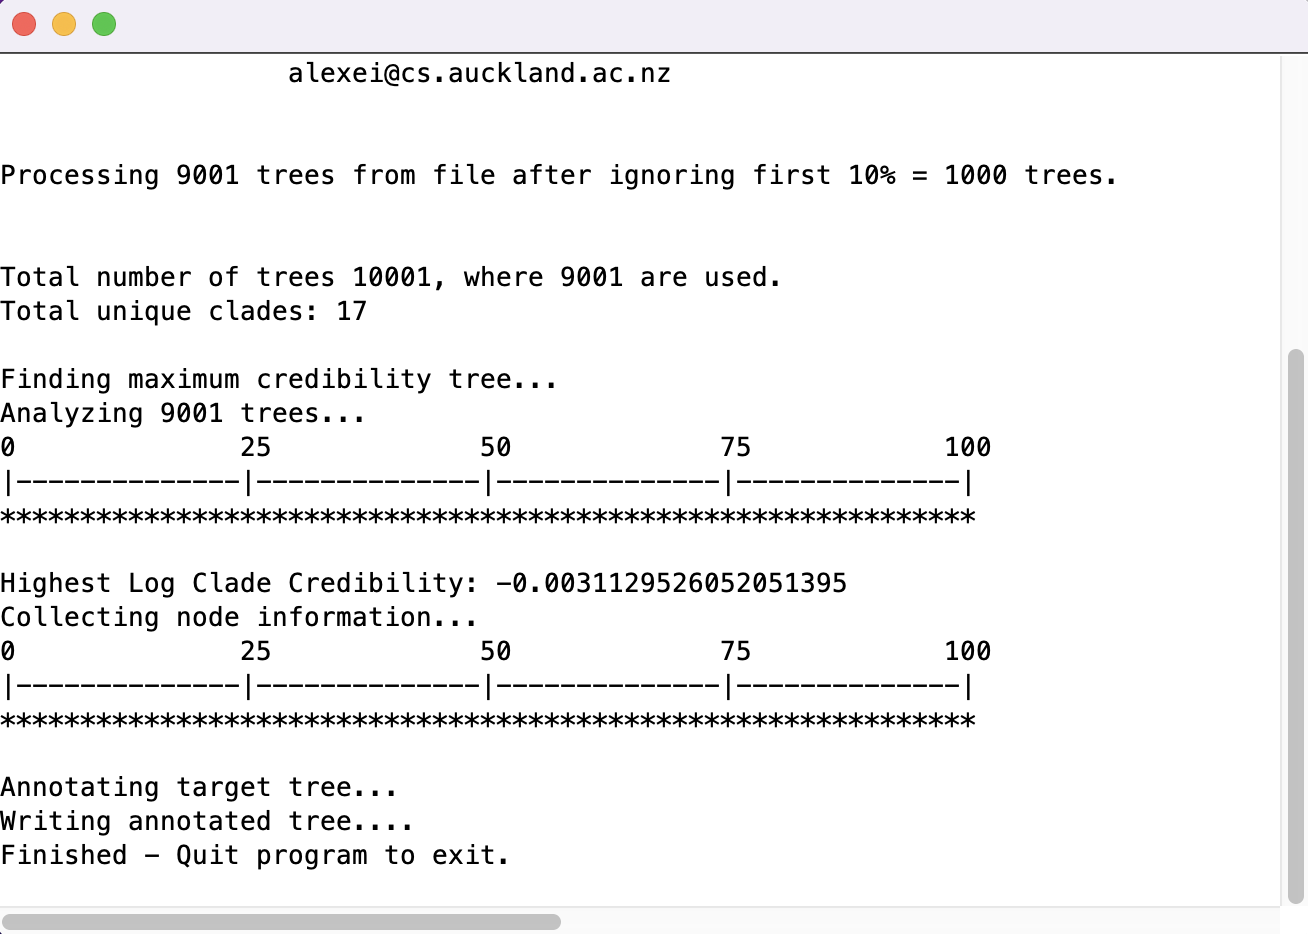 alexei@cs.auckland.ac.nz
Processing 9001 trees from file after ignoring first 10% = 1000 trees.
Total number of trees 10001, where 9001 are used.
Total unique clades: 17
Finding maximum credibility tree...
Analyzing 9001 trees...
0              25             50             75            100
|--------------|--------------|--------------|--------------|
*************************************************************
Highest Log Clade Credibility: -0.0031129526052051395
Collecting node information...
0              25             50             75            100
|--------------|--------------|--------------|--------------|
*************************************************************
Annotating target tree...
Writing annotated tree....
Finished - Quit program to exit.